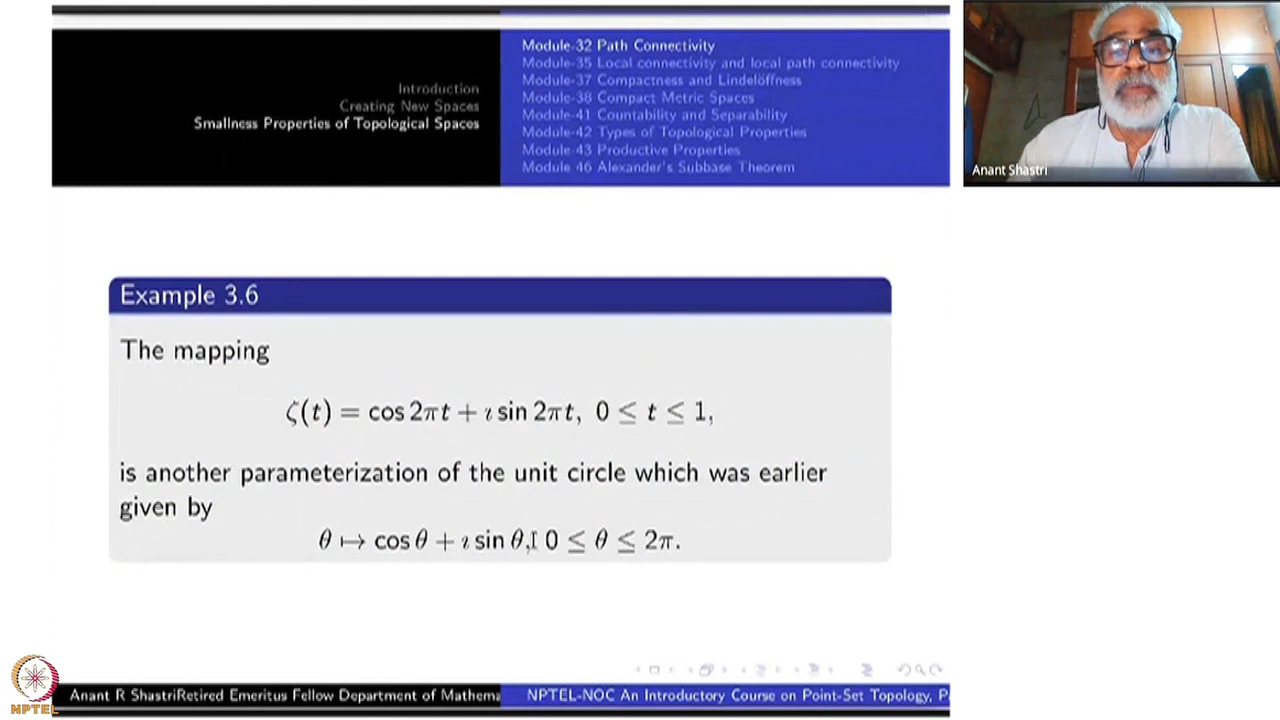 Introduction
Creating New Spaces
Smallness Properties of Topological Spaces
Module-32 Path Connectivity
Module-35 Local connectivity and local path connectivity
Module-37 Compactness and Lindelöffness
Module-38 Compact Metric Spaces
Module-41 Countability and Separability
Module-42 Types of Topological Properties
Module-43 Productive Properties
Module 46 Alexander's Subbase Theorem
Anant Shastri
Example 3.6
The mapping
ζ(t) = cos 2πt + ı sin 2πt, 0 ≤ t ≤ 1,
is another parameterization of the unit circle which was earlier
given by
θ ↦ cos θ + ı sin θ, 0 ≤ θ ≤ 2π.
NPTEL
Anant R ShastriRetired Emeritus Fellow Department of Mathema
NPTEL-NOC An Introductory Course on Point-Set Topology, P